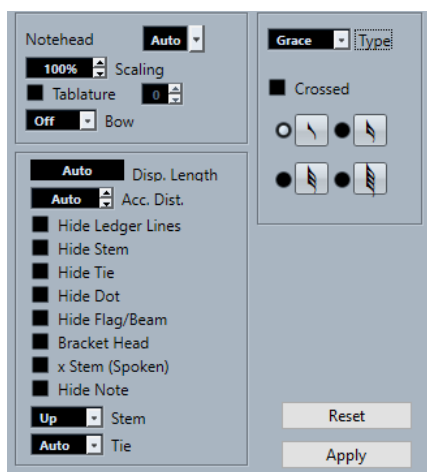 Notehead Auto
100% Scaling
Tablature 0
Off Bow
Auto Disp. Length
Auto Acc. Dist.
Hide Ledger Lines
Hide Stem
Hide Tie
Hide Dot
Hide Flag/Beam
Bracket Head
x Stem (Spoken)
Hide Note
Up Stem
Auto Tie
Grace Type
Crossed
Reset
Apply